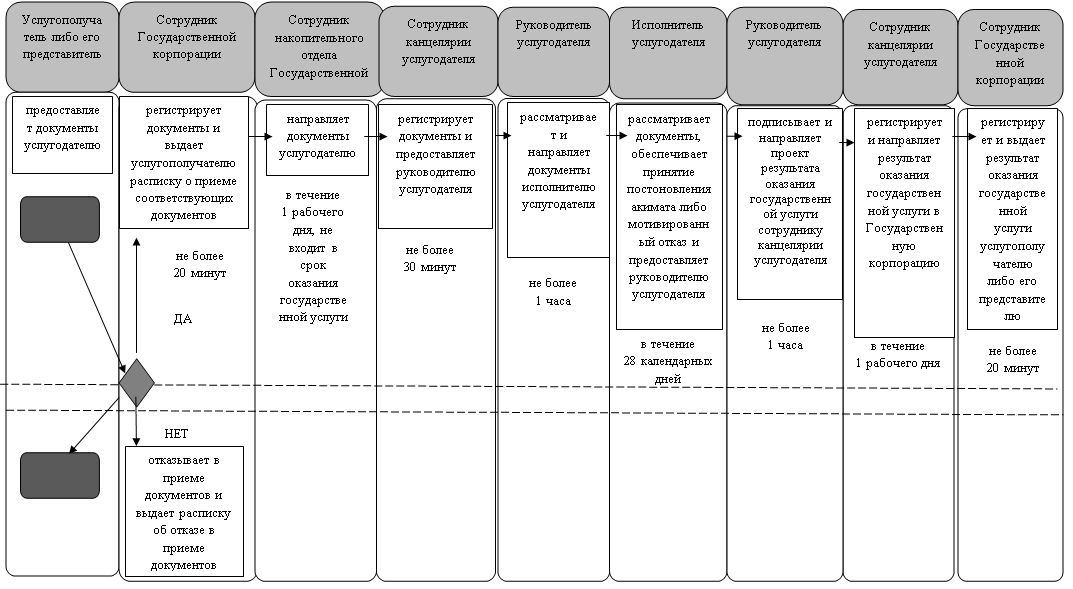 Услугополуча
тель либо его
представитель
Сотрудник
Государственной
корпорации
Сотрудник
накопительного
отдела
Государственной
Сотрудник
канцелярии
услугодателя
Руководитель
услугодателя
Исполнитель
услугодателя
Руководитель
услугодателя
Сотрудник
канцелярии
услугодателя
Сотрудник
Государстве
нной
корпорации
предоставляе
т документы
услугодателю
регистрирует
документы и
выдает
услугополучателю
расписку о приеме
соответствующих
документов
не более
20 минут
ДА
НЕТ
отказывает в
приеме
документов и
выдает расписку
об отказе в
приеме
документов
направляет
документы
услугодателю
в течение
1 рабочего
дня, не
входит в
срок
оказания
государстве
нной услуги
регистрирует
документы и
предоставляет
руководителю
услугодателя
не более
30 минут
рассматривае
т и
направляет
документы
исполнителю
услугодателя
не более
1 часа
рассматривает
документы,
обеспечивает
принятие
постоновления
акимата либо
мотивирован
ный отказ и
предоставляет
руководителю
услугодателя
в течение
28 календарных
дней
подписывает и
направляет
проект
результата
оказания
государственн
ой услуги
сотруднику
канцелярии
услугодателя
не более
1 часа
регистрирует
и направляет
результат
оказания
государствен
ной услуги в
Государствен
ную
корпорацию
в течение
1 рабочего дня
регистриру
ет и выдает
результат
оказания
государстве
нной
услуги
услугополу
чателю
либо его
представите
лю
не более
20 минут